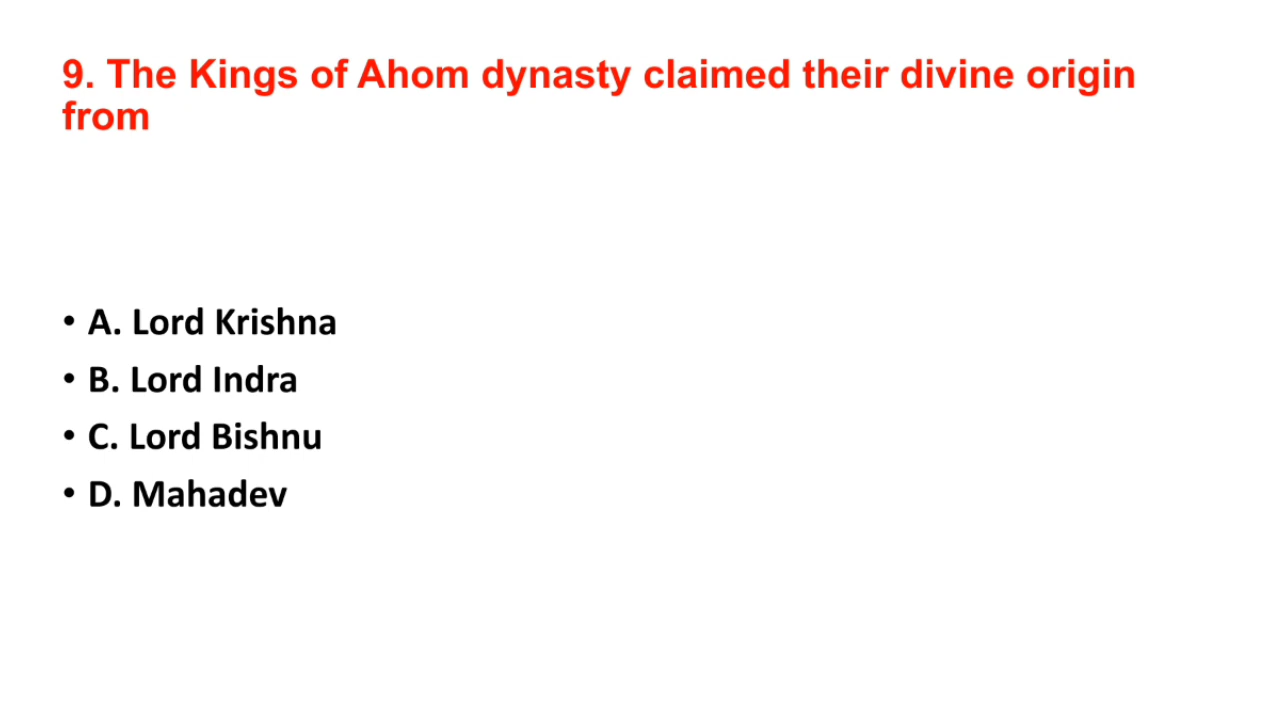 9. The Kings of Ahom dynasty claimed their divine origin
from
• A. Lord Krishna
• B. Lord Indra
• C. Lord Bishnu
• D. Mahadev